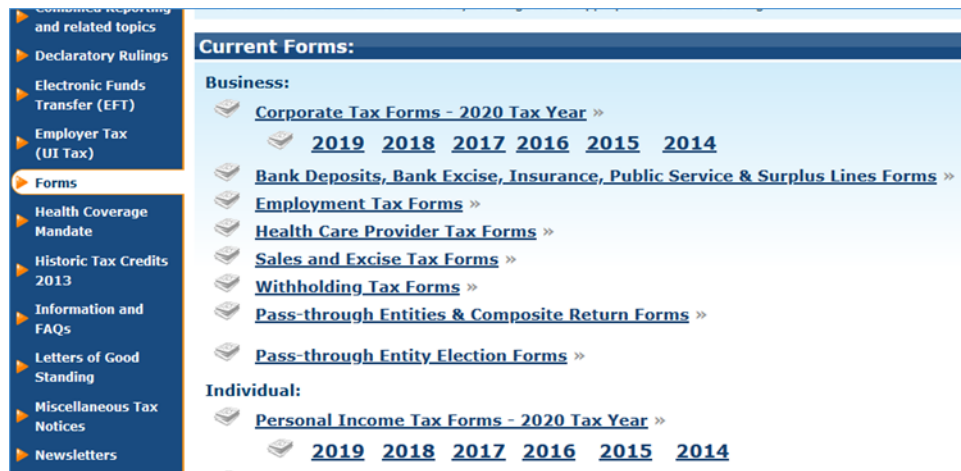 Combined Reporting
and related topics
Declaratory Rulings
Electronic Funds
Transfer (EFT)
Employer Tax
(UI Tax)
Forms
Health Coverage
Mandate
Historic Tax Credits
2013
Information and
FAQs
Letters of Good
Standing
Miscellaneous Tax
Notices
Newsletters
Current Forms:
Business:
Corporate Tax Forms - 2020 Tax Year »
2019 2018 2017 2016 2015 2014
Bank Deposits, Bank Excise, Insurance, Public Service & Surplus Lines Forms »
Employment Tax Forms »
Health Care Provider Tax Forms »
Sales and Excise Tax Forms »
Withholding Tax Forms »
Pass-through Entities & Composite Return Forms »
Pass-through Entity Election Forms »
Individual:
Personal Income Tax Forms - 2020 Tax Year »
2019 2018 2017 2016 2015 2014